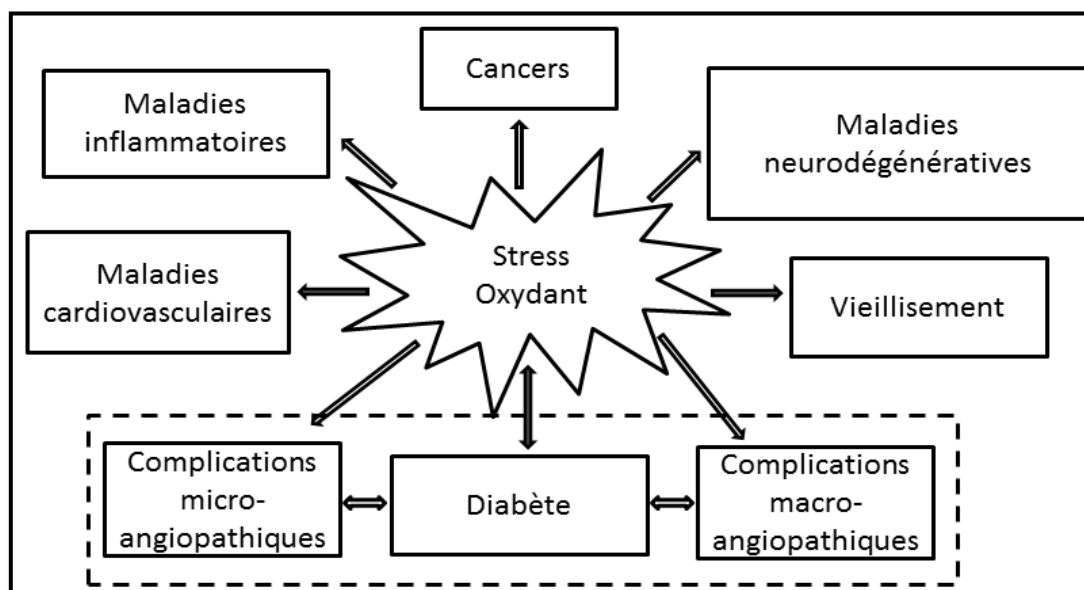 Cancers
Maladies
inflammatoires
Maladies
neurodégénératives
Stress
Oxydant
Maladies
cardiovasculaires
Vieillisement
Complications
micro-
angiopathiques
Diabète
Complications
macro-
angiopathiques